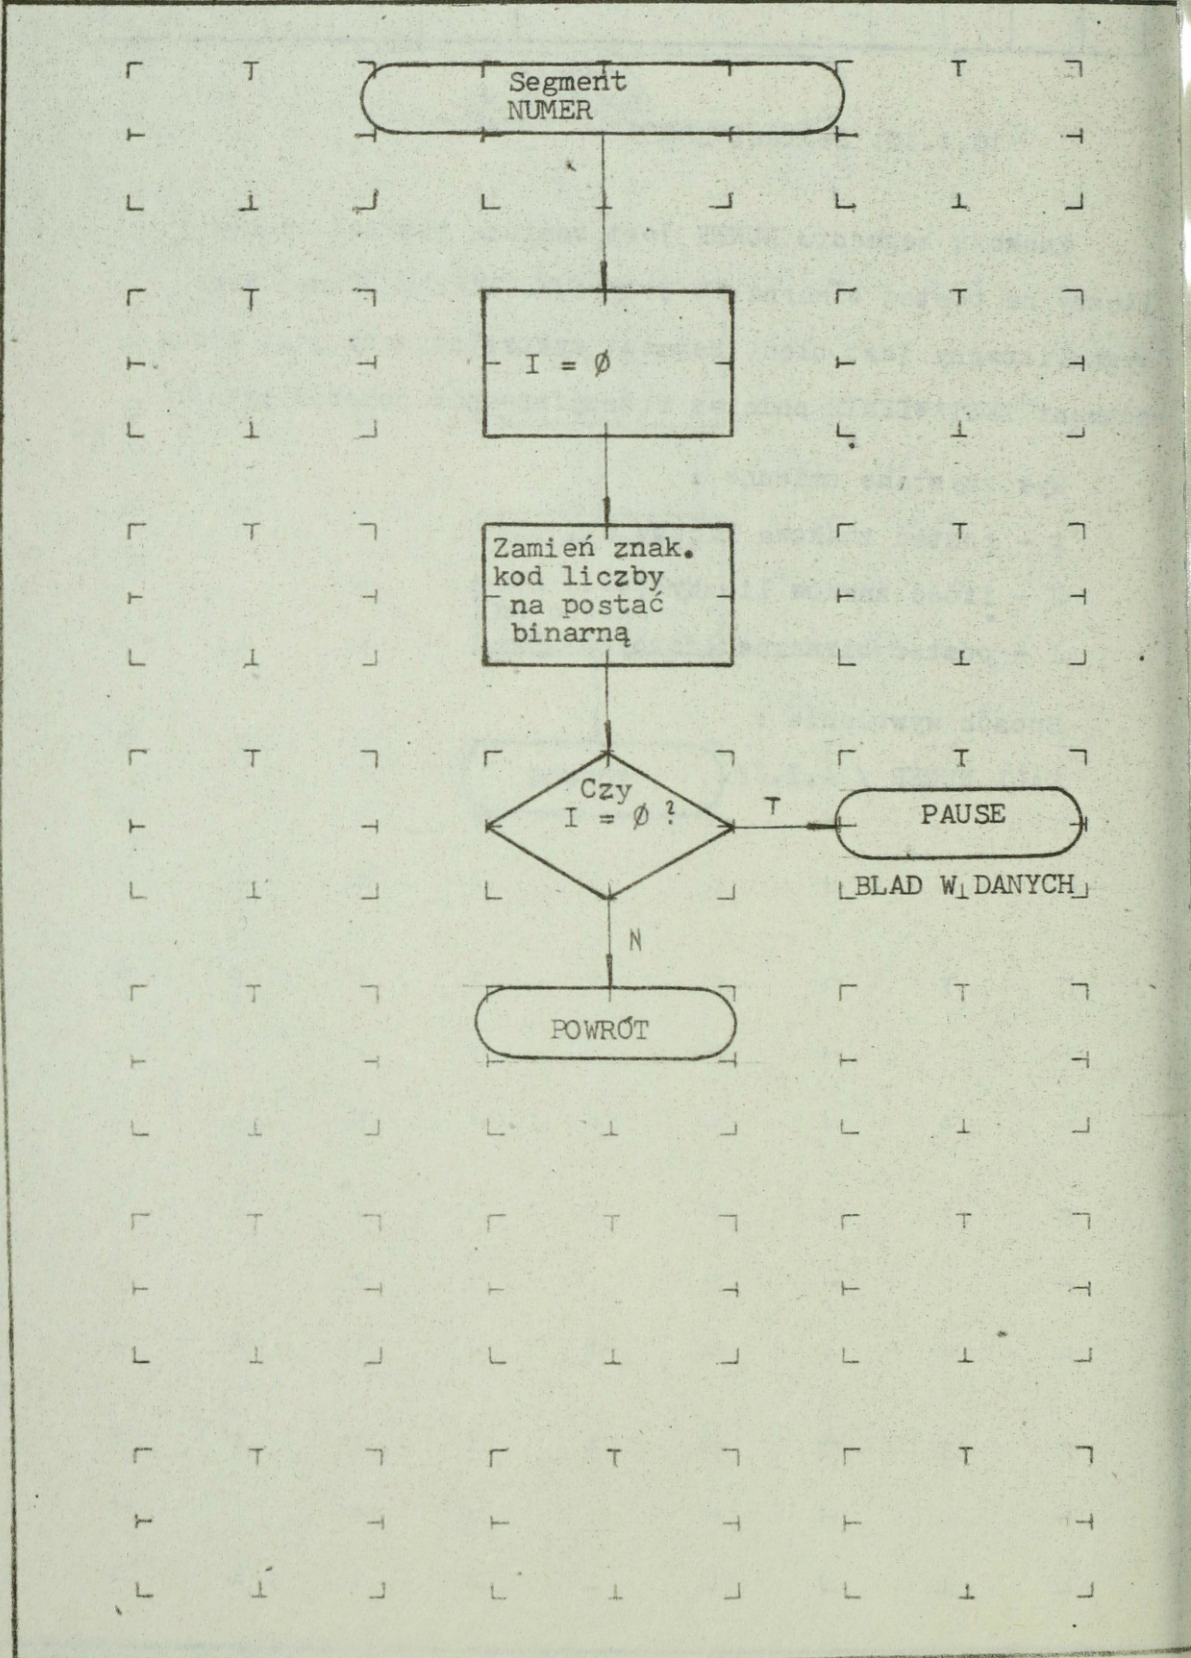 Segment
NUMER
I = Ø
Zamień znak.
kod liczby
na postać
binarną
Czy
I = Ø ?
T
PAUSE
BLAD W DANYCH
N
POWRÓT